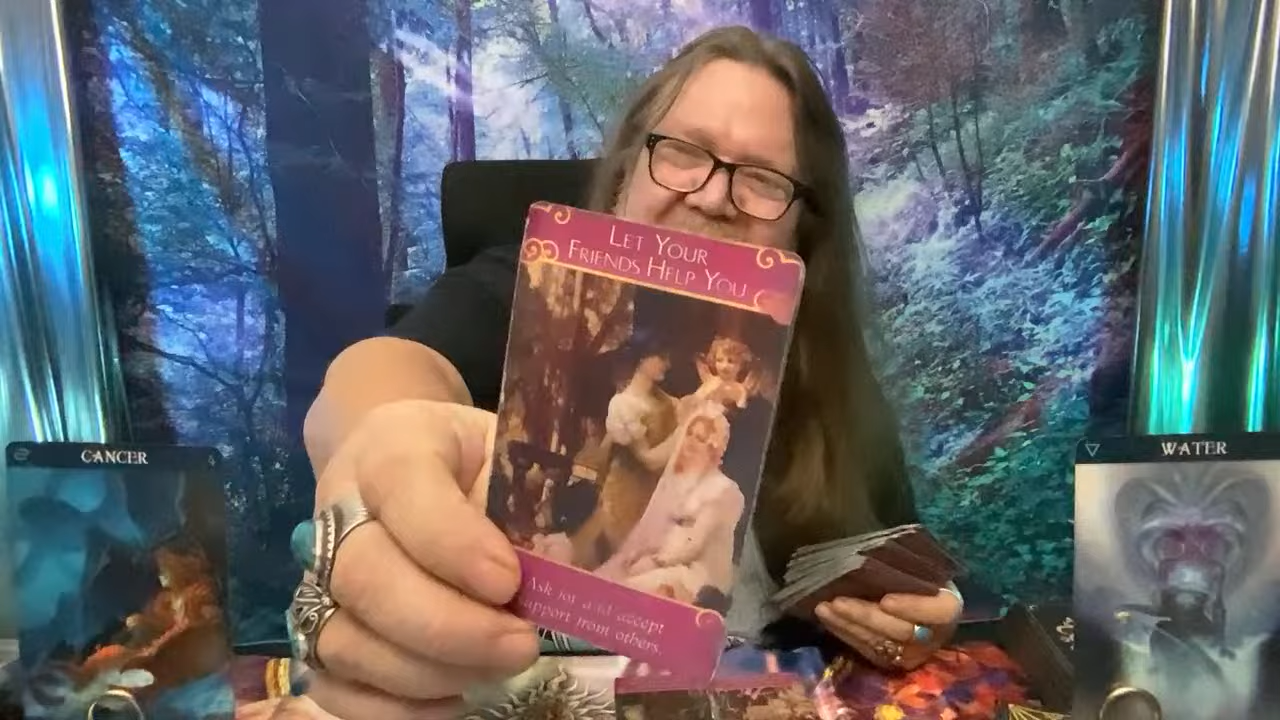 LET YOUR
FRIENDS HELP YOU
Ask for and accept
support from others.
CANCER
WATER